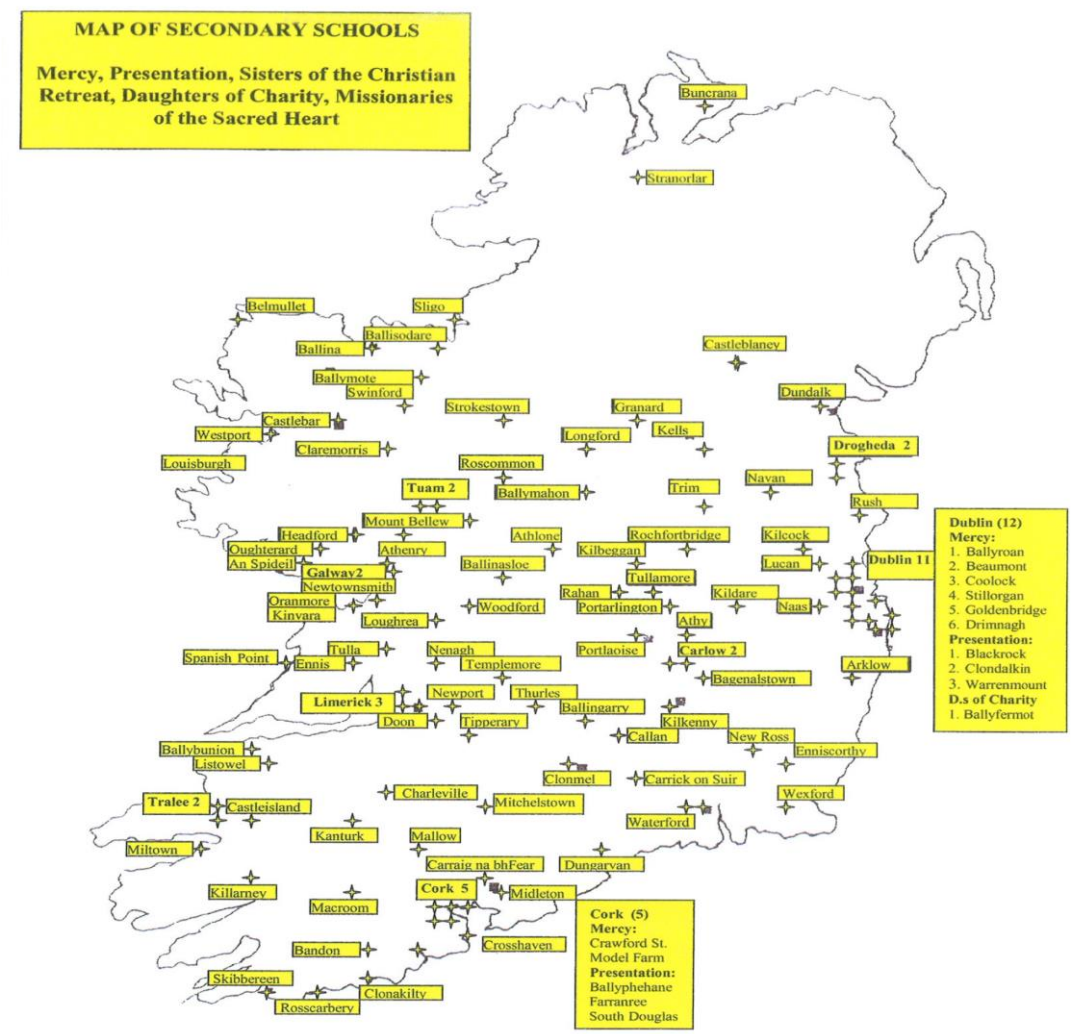 MAP OF SECONDARY SCHOOLS
Mercy, Presentation, Sisters of the Christian
Retreat, Daughters of Charity, Missionaries
of the Sacred Heart
Buncrana
Stranorlar
Belmullet
Sligo
Ballisodare
Ballina
Castleblaney
Ballymote
Swinford
Dundalk
Strokestown
Granard
Castlebar
Westport
Longford
Kells
Claremorris
Drogheda 2
Louisburgh
Roscommon
Tuam 2
Ballymahon
Trim
Navan
Rush
Mount Bellew
Headford
Athlone
Rochfortbridge
Kilcock
Oughterard
Athenry
Kilbeggan
An Spideil
Galway2
Ballinasloe
Lucan
Dublin 11
Tullamore
Newtownsmith
Rahan
Kildare
Oranmore
Woodford
Portarlington
Naas
Kinvara
Loughrea
Athy
Dublin (12)
Mercy:
1. Ballyroan
2. Beaumont
3. Coolock
4. Stillorgan
5. Goldenbridge
6. Drimnagh
Presentation:
1. Blackrock
2. Clondalkin
3. Warrenmount
D.s of Charity
1. Ballyfermot
Tulla
Nenagh
Portlaoise
Carlow 2
Spanish Point
Ennis
Templemore
Arklow
Bagenalstown
Limerick 3
Newport
Thurles
Ballingarry
Doon
Tipperary
Kilkenny
Callan
New Ross
Ballybunion
Enniscorthy
Listowel
Clonmel
Carrick on Suir
Charleville
Wexford
Tralee 2
Castleisland
Mitchelstown
Waterford
Kanturk
Mallow
Miltown
Carraig na bhFear
Dungarvan
Killarney
Cork 5
Midleton
Macroom
Crosshaven
Bandon
Cork (5)
Mercy:
Crawford St.
Model Farm
Presentation:
Ballyphehane
Farranree
South Douglas
Skibbereen
Clonakilty
Rosscarbery